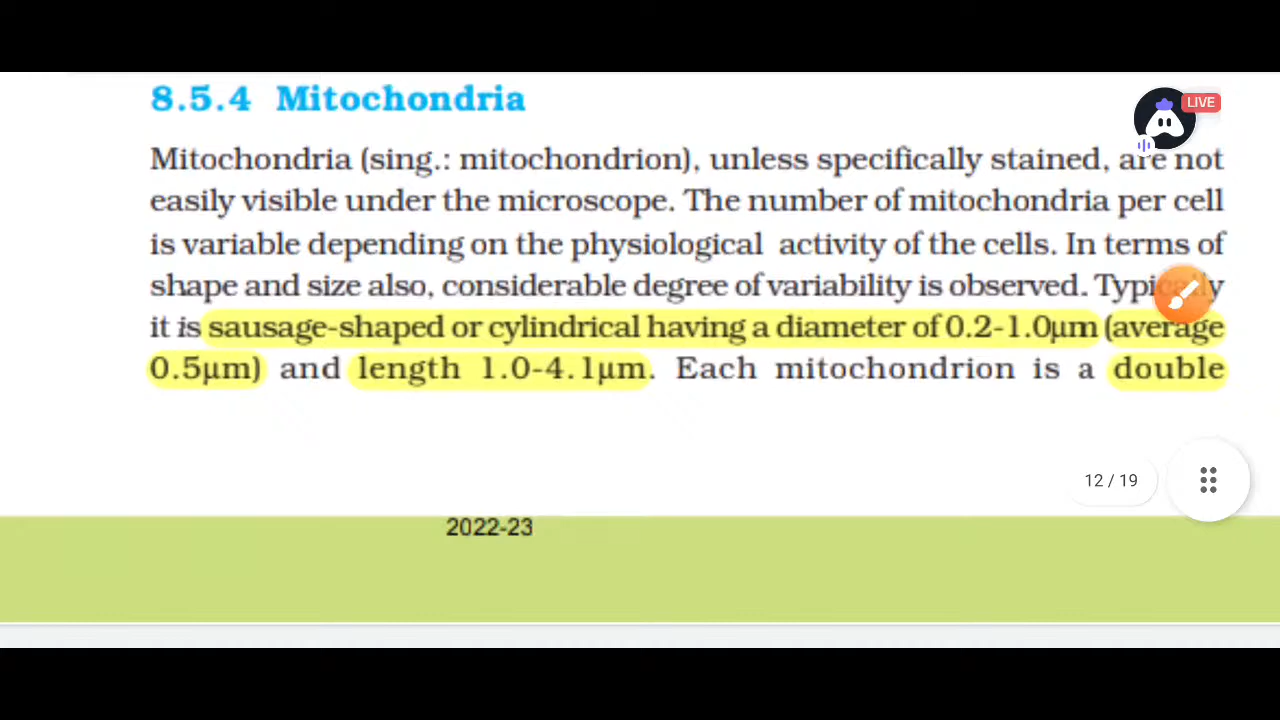 8.5.4 Mitochondria
LIVE
Mitochondria (sing.: mitochondrion), unless specifically stained, are not
easily visible under the microscope. The number of mitochondria per cell
is variable depending on the physiological activity of the cells. In terms of
shape and size also, considerable degree of variability is observed. Typically
it is sausage-shaped or cylindrical having a diameter of 0.2-1.0µm (average
0.5µm) and length 1.0-4.1µm. Each mitochondrion is a double
12 / 19
2022-23